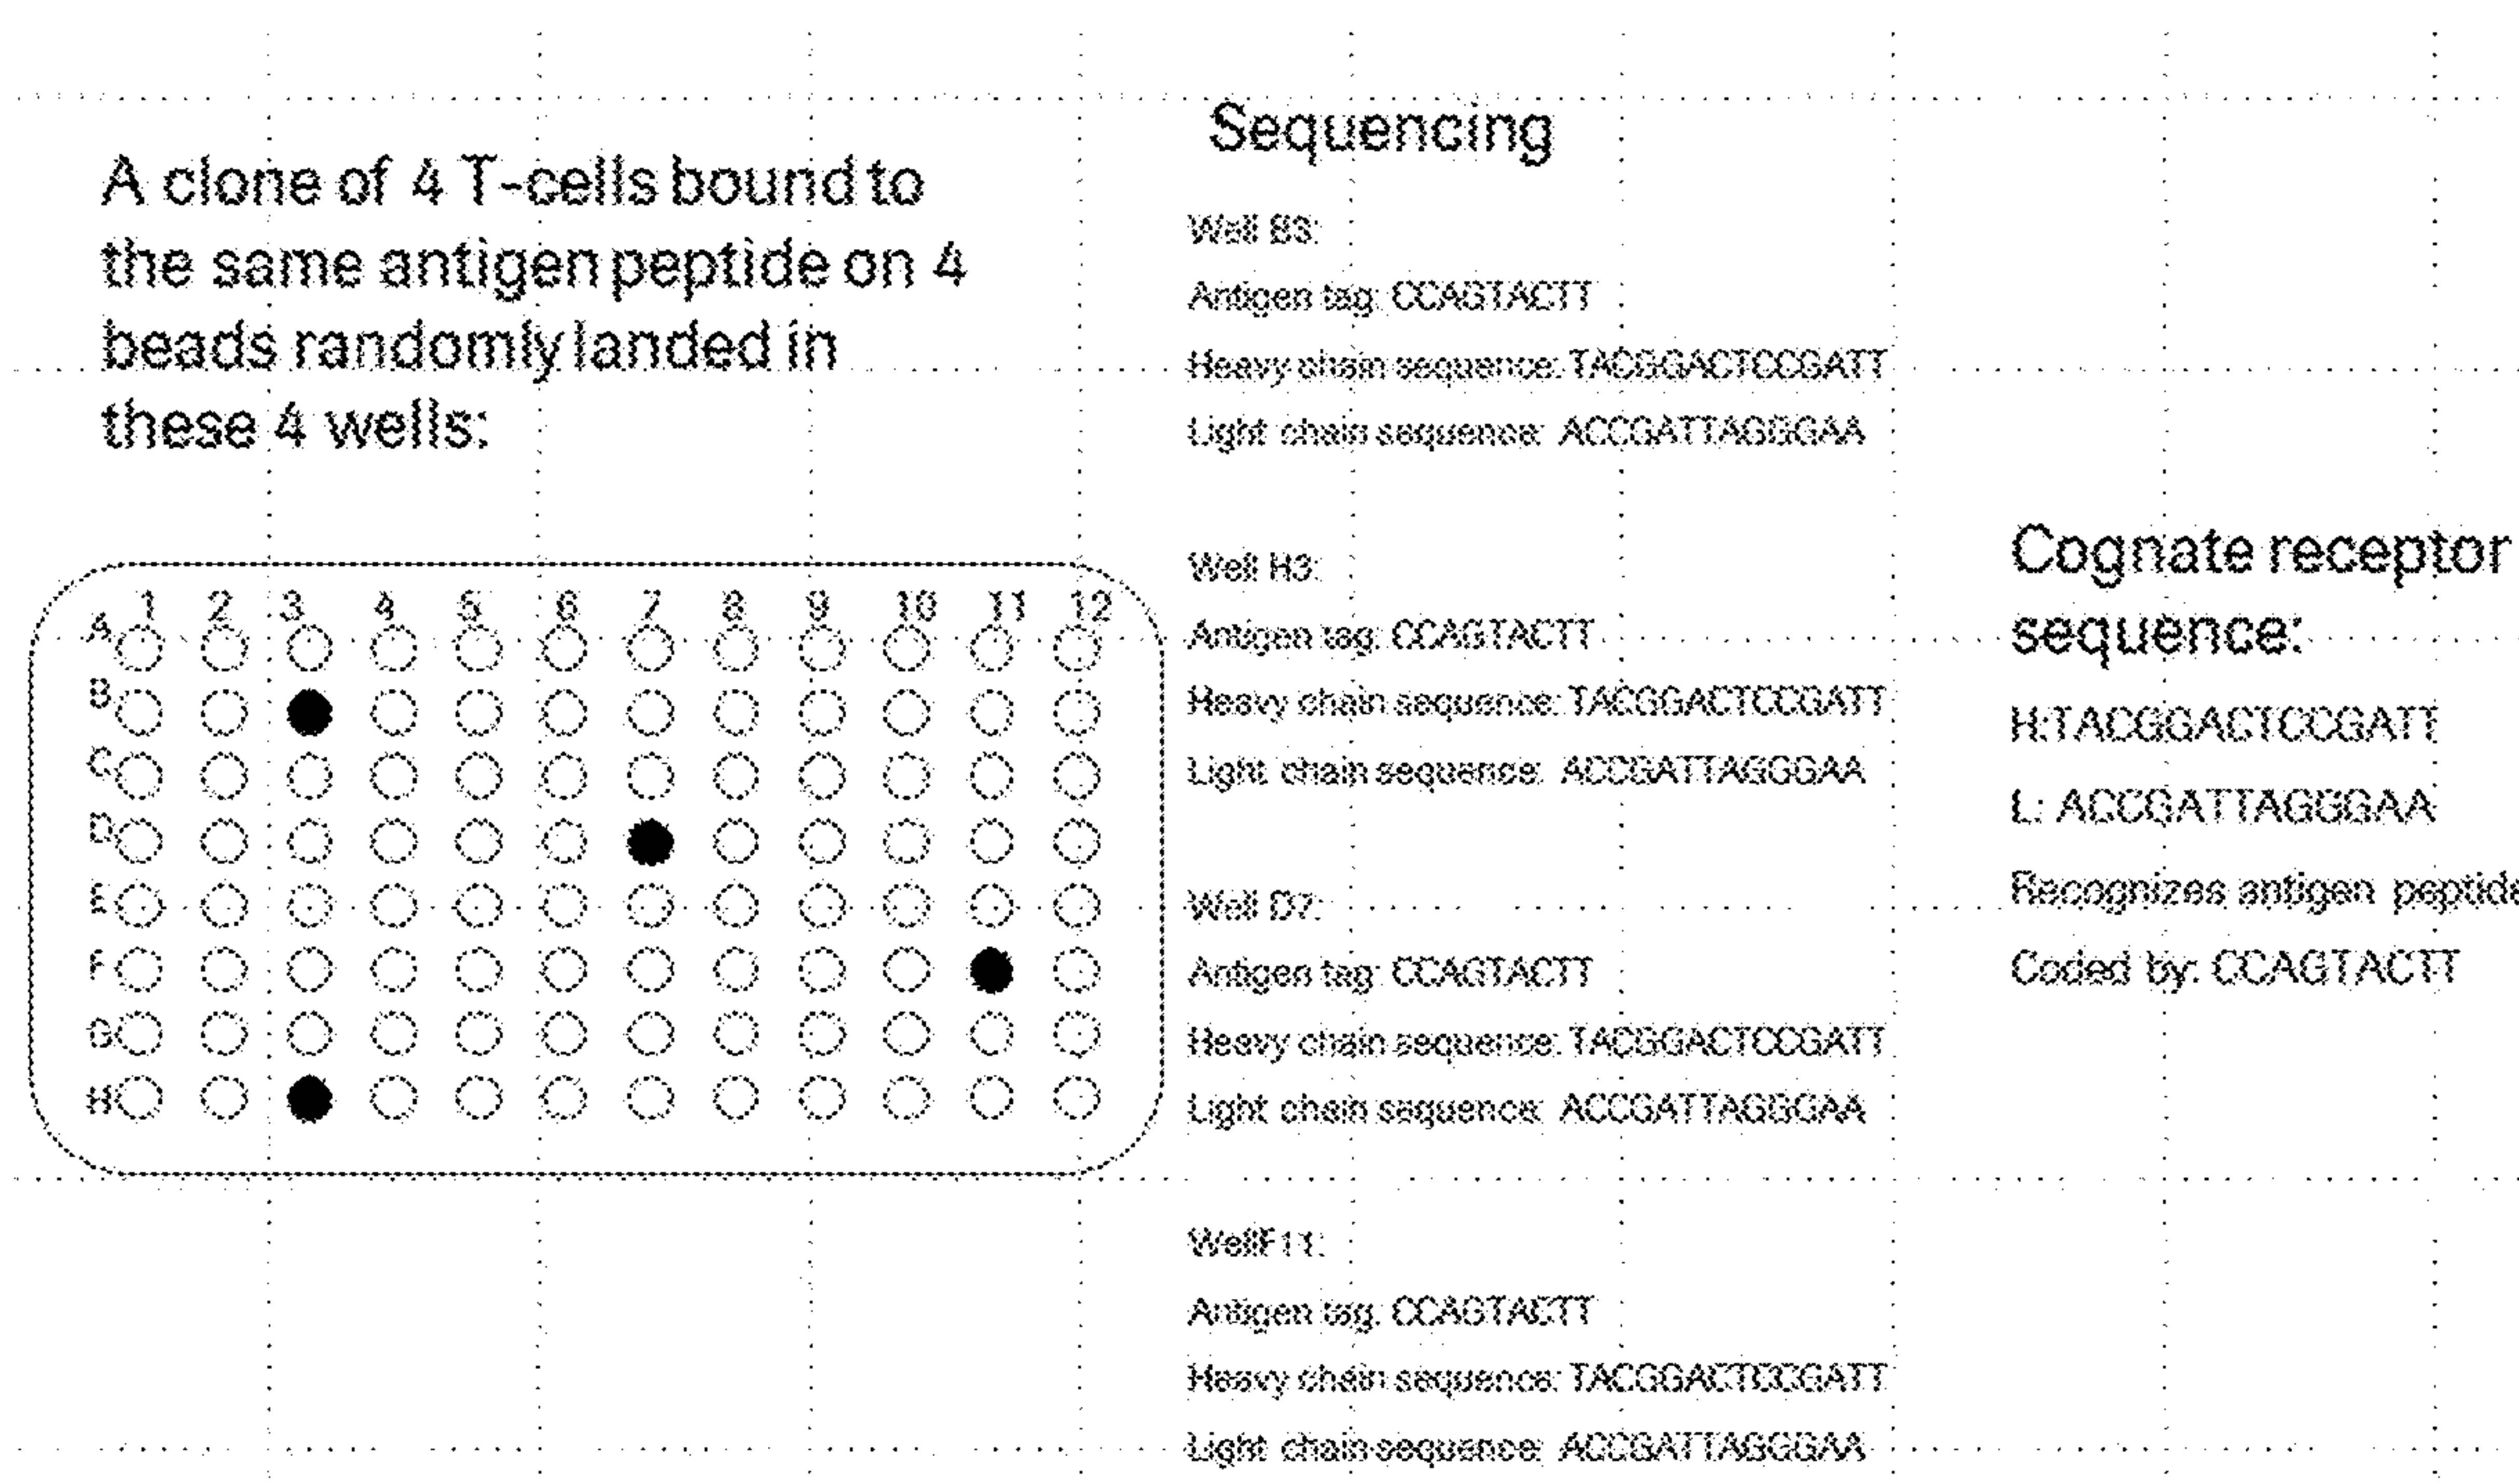 A clone of 4 T-cells bound to
the same antigen peptide on 4
beads randomly landed in
these 4 wells:
1 2 3 4 5 6 7 8 9 10 11 12
A
B
C
D
E
F
G
H
Sequencing
Well B3:
Antigen tag: CCAGTACTT
Heavy chain sequence: TACGGACTCCGATT
Light chain sequence: ACCGATTAGGGAA
Well H3:
Antigen tag: CCAGTACTT
Heavy chain sequence: TACGGACTCCGATT
Light chain sequence: ACCGATTAGGGAA
Well D7:
Antigen tag: CCAGTACTT
Heavy chain sequence: TACGGACTCCGATT
Light chain sequence: ACCGATTAGGGAA
Well F11:
Antigen tag: CCAGTACTT
Heavy chain sequence: TACGGACTCCGATT
Light chain sequence: ACCGATTAGGGAA
Cognate receptor
sequence:
H:TACGGACTCCGATT
L: ACCGATTAGGGAA
Recognizes antigen peptide
Coded by: CCAGTACTT